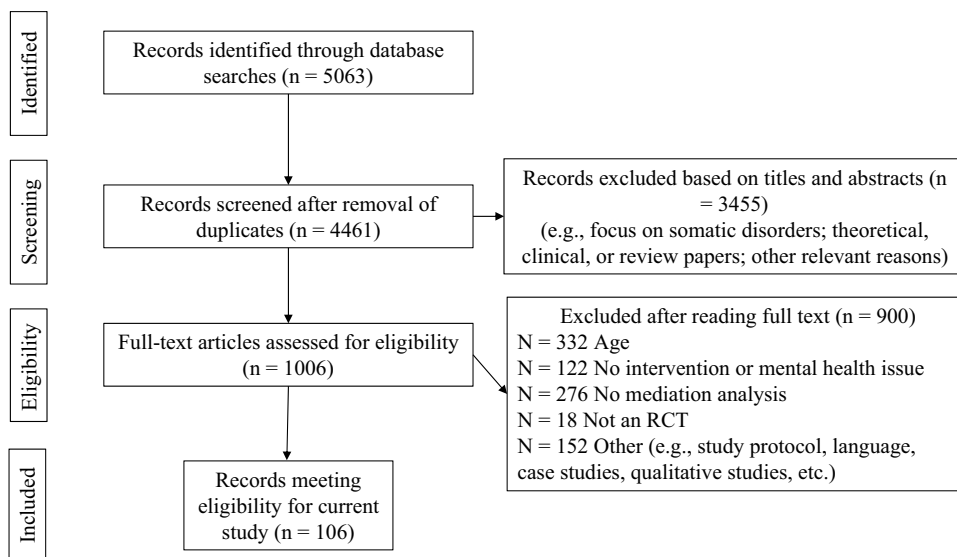 Identified
Records identified through database
searches (n = 5063)
Screening
Records screened after removal of
duplicates (n = 4461)
Records excluded based on titles and abstracts (n
= 3455)
(e.g., focus on somatic disorders; theoretical,
clinical, or review papers; other relevant reasons)
Eligibility
Full-text articles assessed for eligibility
(n = 1006)
Excluded after reading full text (n = 900)
N = 332 Age
N = 122 No intervention or mental health issue
N = 276 No mediation analysis
N = 18 Not an RCT
N = 152 Other (e.g., study protocol, language,
case studies, qualitative studies, etc.)
Included
Records meeting
eligibility for current
study (n = 106)